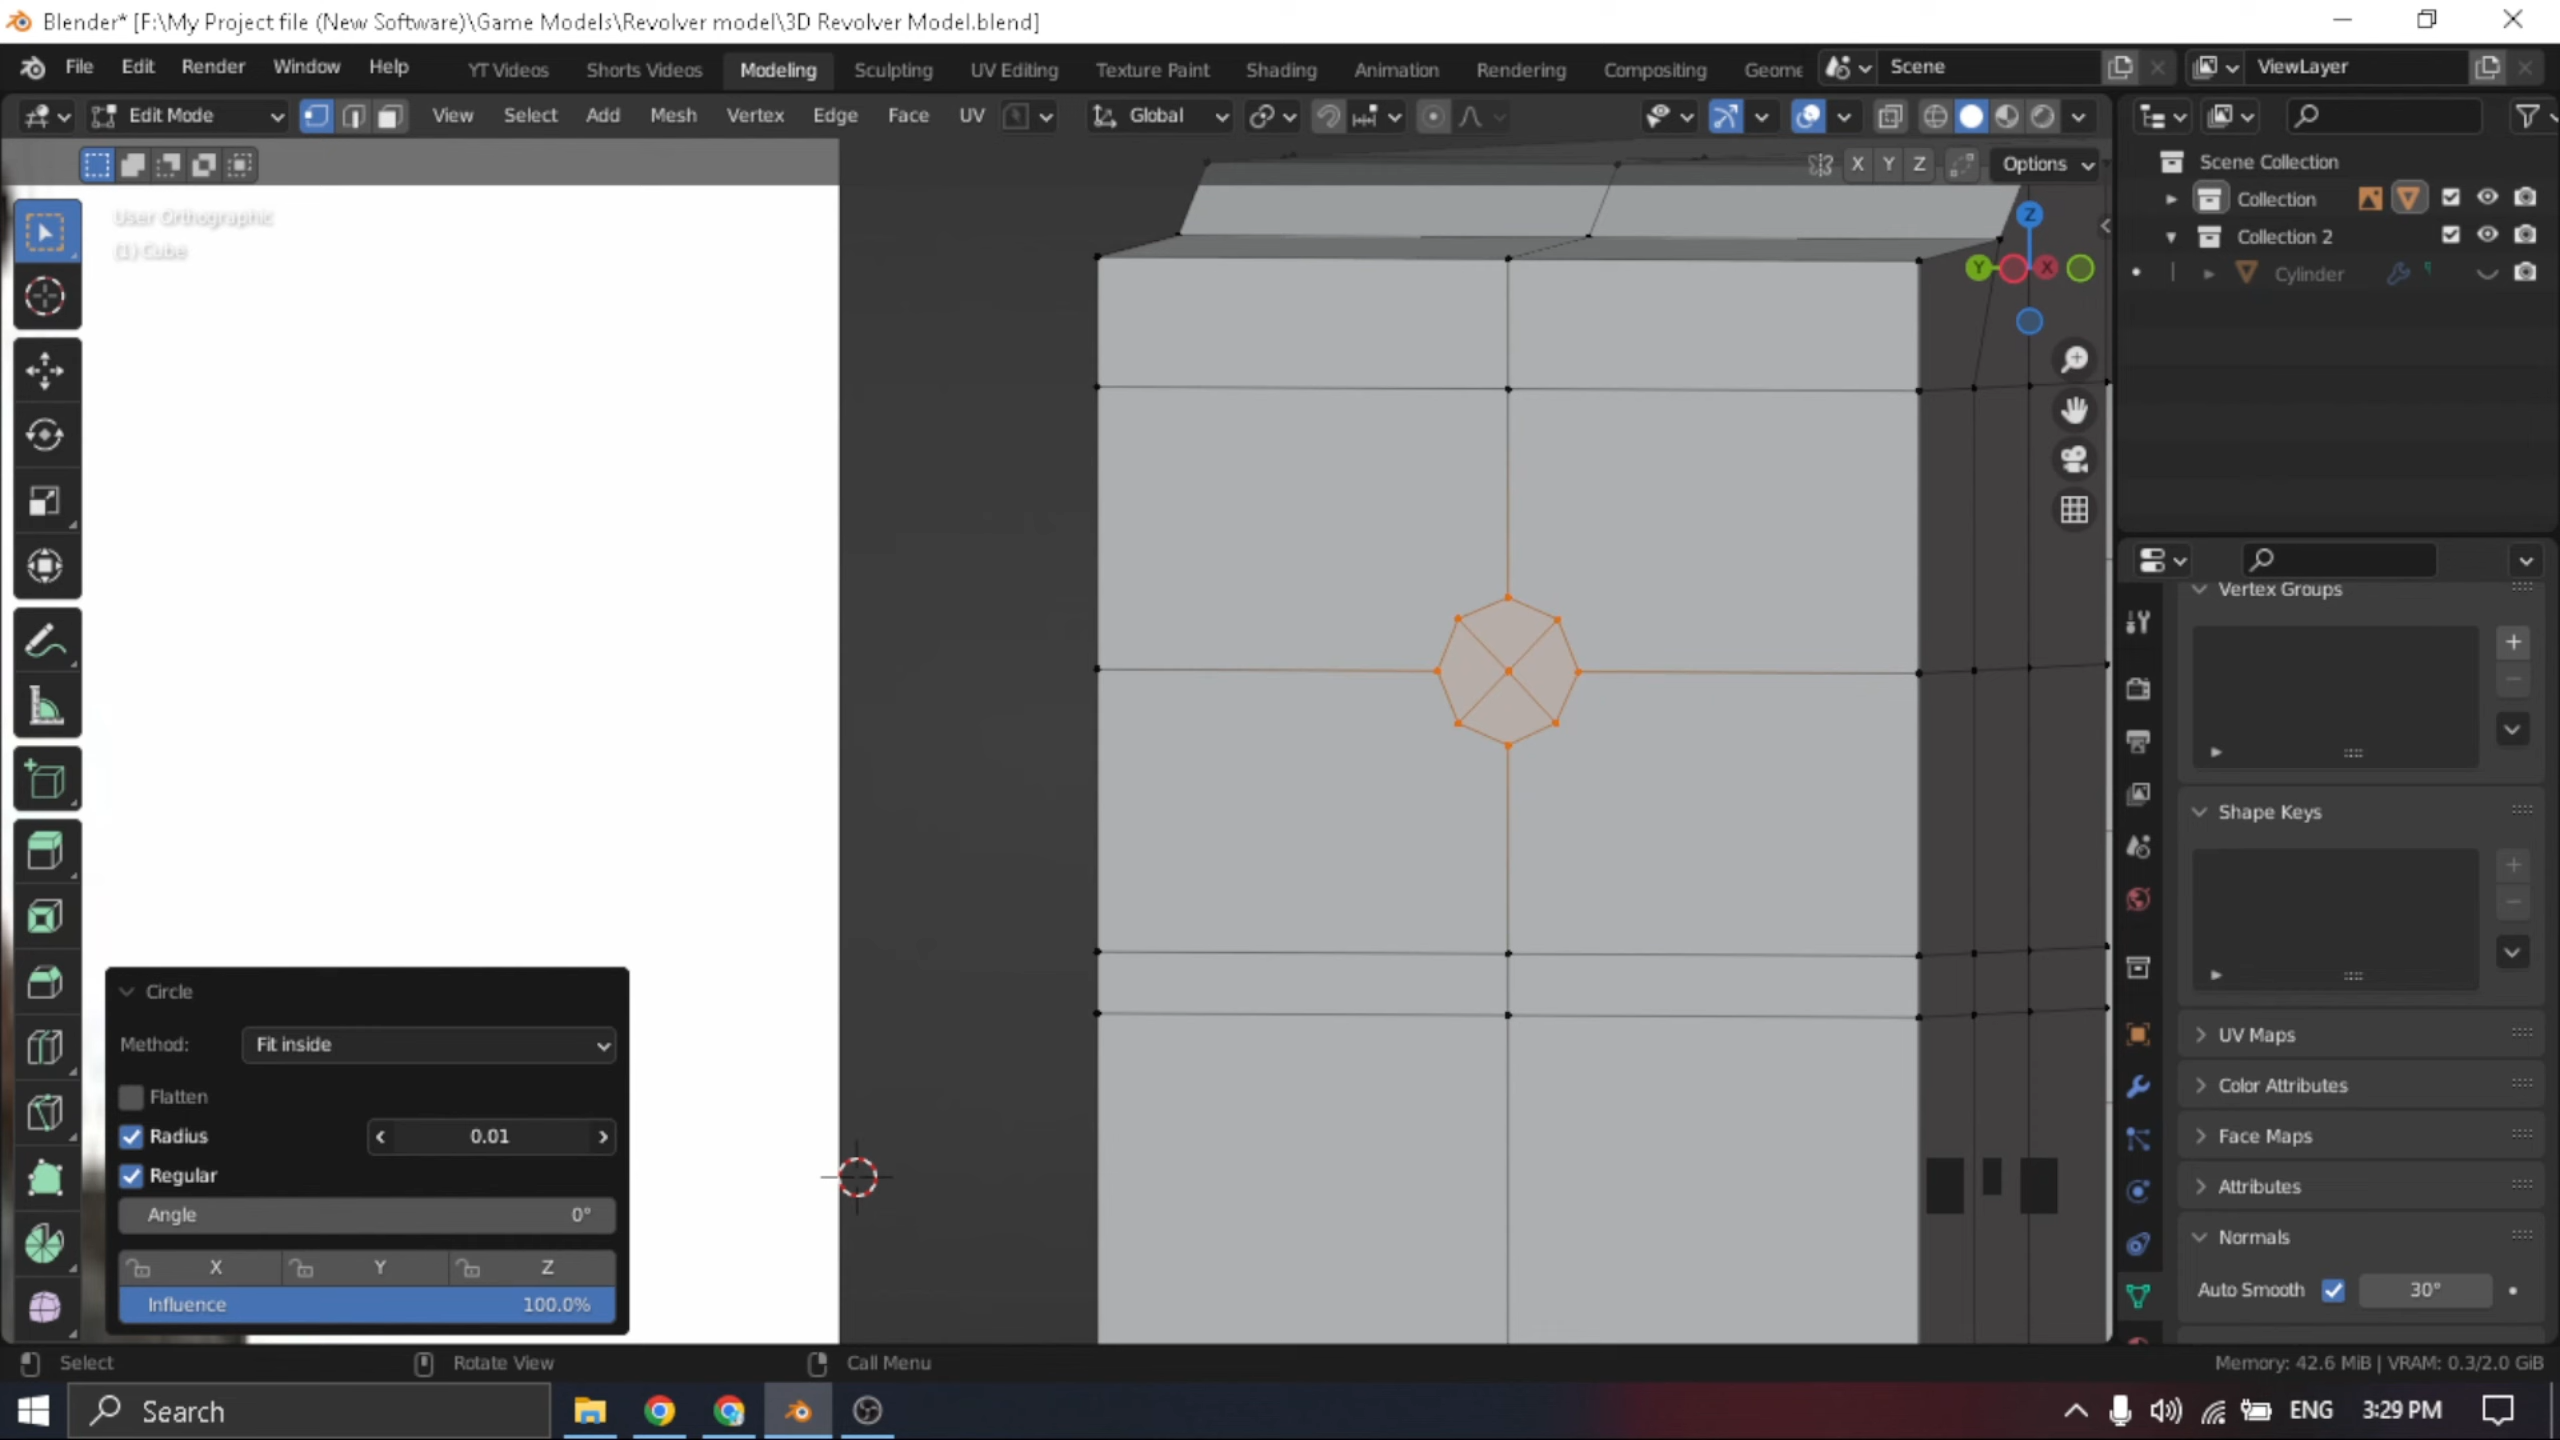 Blender* [F:\My Project file (New Software)\Game Models\Revolver model\3D Revolver Model.blend]
File Edit Render Window Help YT Videos Shorts Videos Modeling Sculpting UV Editing Texture Paint Shading Animation Rendering Compositing Geome Scene ViewLayer
Edit Mode View Select Add Mesh Vertex Edge Face UV Global
X Y Z Options
Scene Collection
Collection
Collection 2
Cylinder
User Orthographic
(1) Cube
Z
Y X
Vertex Groups
Shape Keys
UV Maps
Color Attributes
Face Maps
Attributes
Normals
Auto Smooth 30°
Circle
Method: Fit inside
Flatten
Radius 0.01
Regular
Angle 0°
X Y Z
Influence 100.0%
Select Rotate View Call Menu Memory: 42.6 MiB | VRAM: 0.3/2.0 GiB
Search ENG 3:29 PM